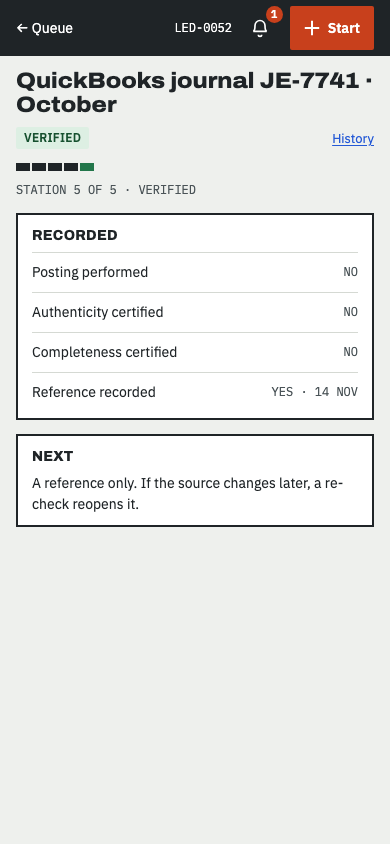 ← Queue
LED-0052
1
+ Start
QuickBooks journal JE-7741 ·
October
VERIFIED
History
STATION 5 OF 5 · VERIFIED
RECORDED
Posting performed NO
Authenticity certified NO
Completeness certified NO
Reference recorded YES · 14 NOV
NEXT
A reference only. If the source changes later, a re-
check reopens it.